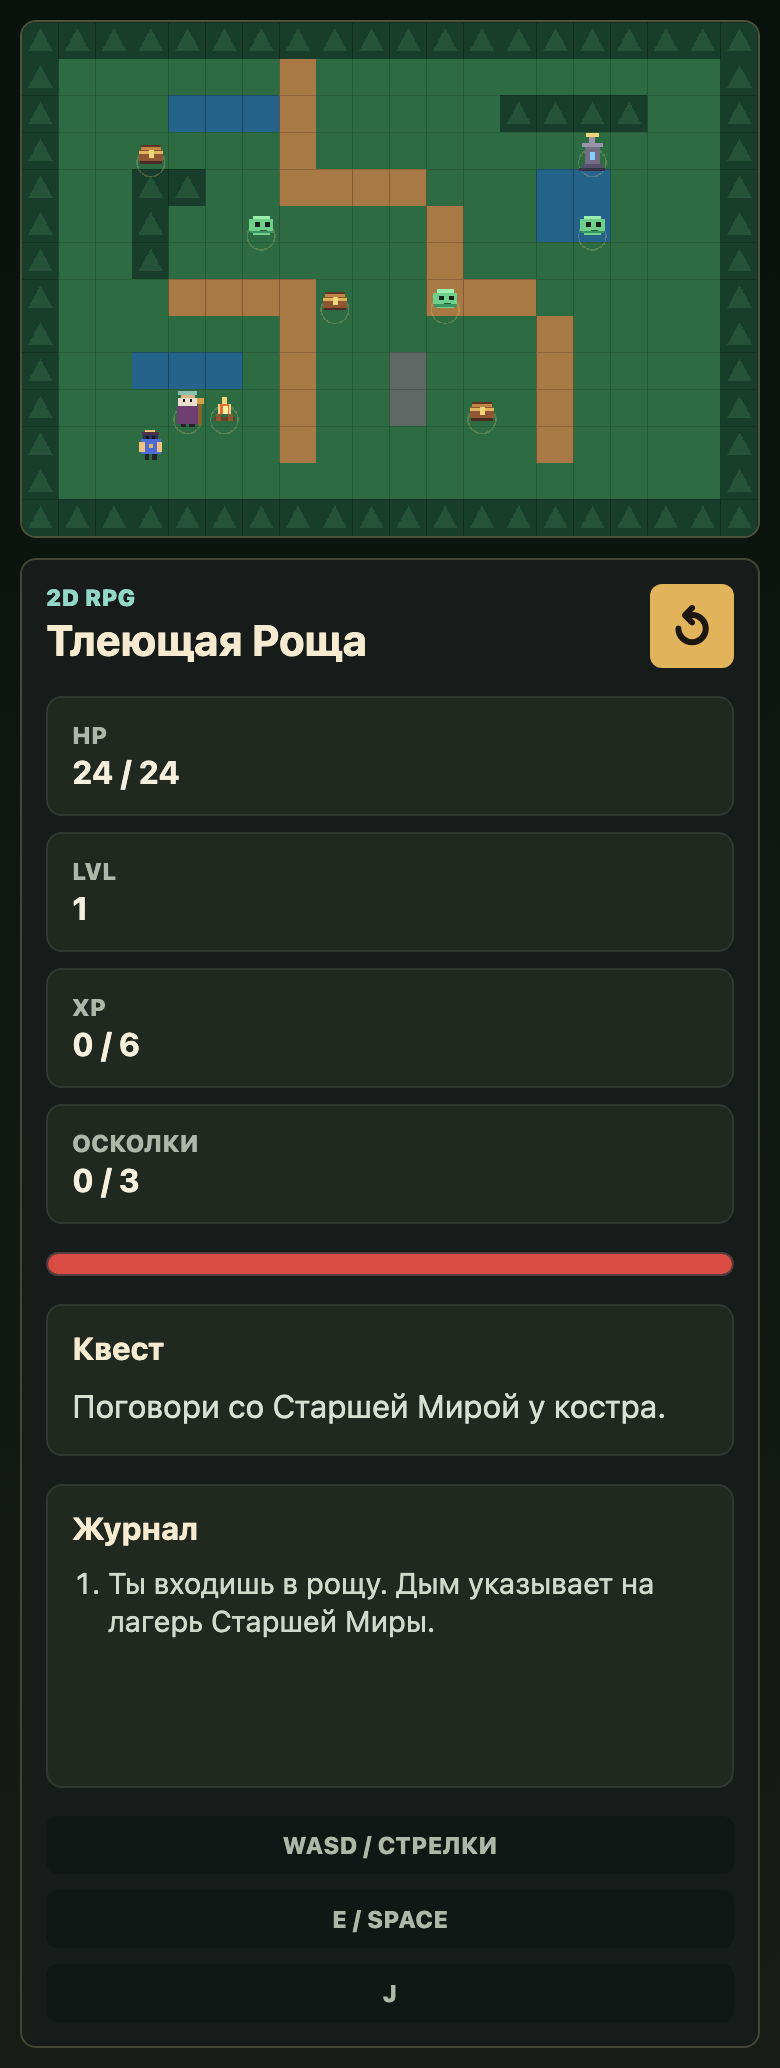 2D RPG
Тлеющая Роща
HP
24 / 24
LVL
1
XP
0 / 6
ОСКОЛКИ
0 / 3
Квест
Поговори со Старшей Мирой у костра.
Журнал
1. Ты входишь в рощу. Дым указывает на
лагерь Старшей Миры.
WASD / СТРЕЛКИ
E / SPACE
J